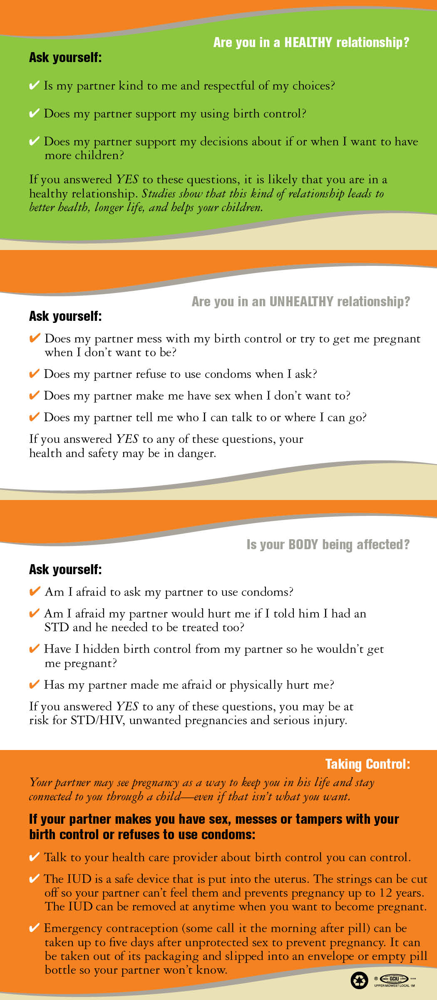 Are you in a HEALTHY relationship?
Ask yourself:
✔ Is my partner kind to me and respectful of my choices?
✔ Does my partner support my using birth control?
✔ Does my partner support my decisions about if or when I want to have
more children?
If you answered YES to these questions, it is likely that you are in a
healthy relationship. Studies show that this kind of relationship leads to
better health, longer life, and helps your children.
Are you in an UNHEALTHY relationship?
Ask yourself:
✔ Does my partner mess with my birth control or try to get me pregnant
when I don't want to be?
✔ Does my partner refuse to use condoms when I ask?
✔ Does my partner make me have sex when I don't want to?
✔ Does my partner tell me who I can talk to or where I can go?
If you answered YES to any of these questions, your
health and safety may be in danger.
Is your BODY being affected?
Ask yourself:
✔ Am I afraid to ask my partner to use condoms?
✔ Am I afraid my partner would hurt me if I told him I had an
STD and he needed to be treated too?
✔ Have I hidden birth control from my partner so he wouldn't get
me pregnant?
✔ Has my partner made me afraid or physically hurt me?
If you answered YES to any of these questions, you may be at
risk for STD/HIV, unwanted pregnancies and serious injury.
Taking Control:
Your partner may see pregnancy as a way to keep you in his life and stay
connected to you through a child—even if that isn't what you want.
If your partner makes you have sex, messes or tampers with your
birth control or refuses to use condoms:
✔ Talk to your health care provider about birth control you can control.
✔ The IUD is a safe device that is put into the uterus. The strings can be cut
off so your partner can't feel them and prevents pregnancy up to 12 years.
The IUD can be removed at anytime when you want to become pregnant.
✔ Emergency contraception (some call it the morning after pill) can be
taken up to five days after unprotected sex to prevent pregnancy. It can
be taken out of its packaging and slipped into an envelope or empty pill
bottle so your partner won't know.
® UNION GCIU LABEL
UPPER MIDWEST LOCAL 1M